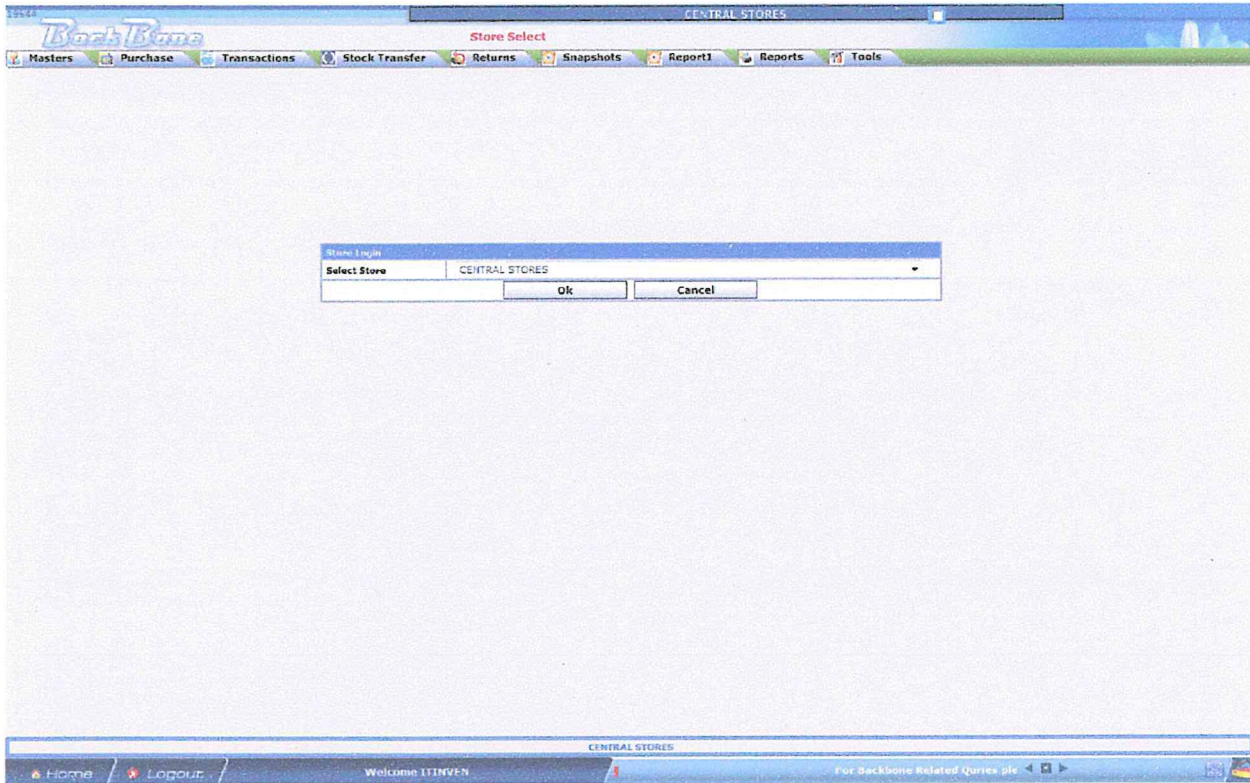 19644
CENTRAL STORES
BackBone
Store Select
Masters Purchase Transactions Stock Transfer Returns Snapshots Report1 Reports Tools
Store Login
Select Store CENTRAL STORES
Ok Cancel
CENTRAL STORES
Home Logout Welcome ITINVEN For Backbone Related Quries ple